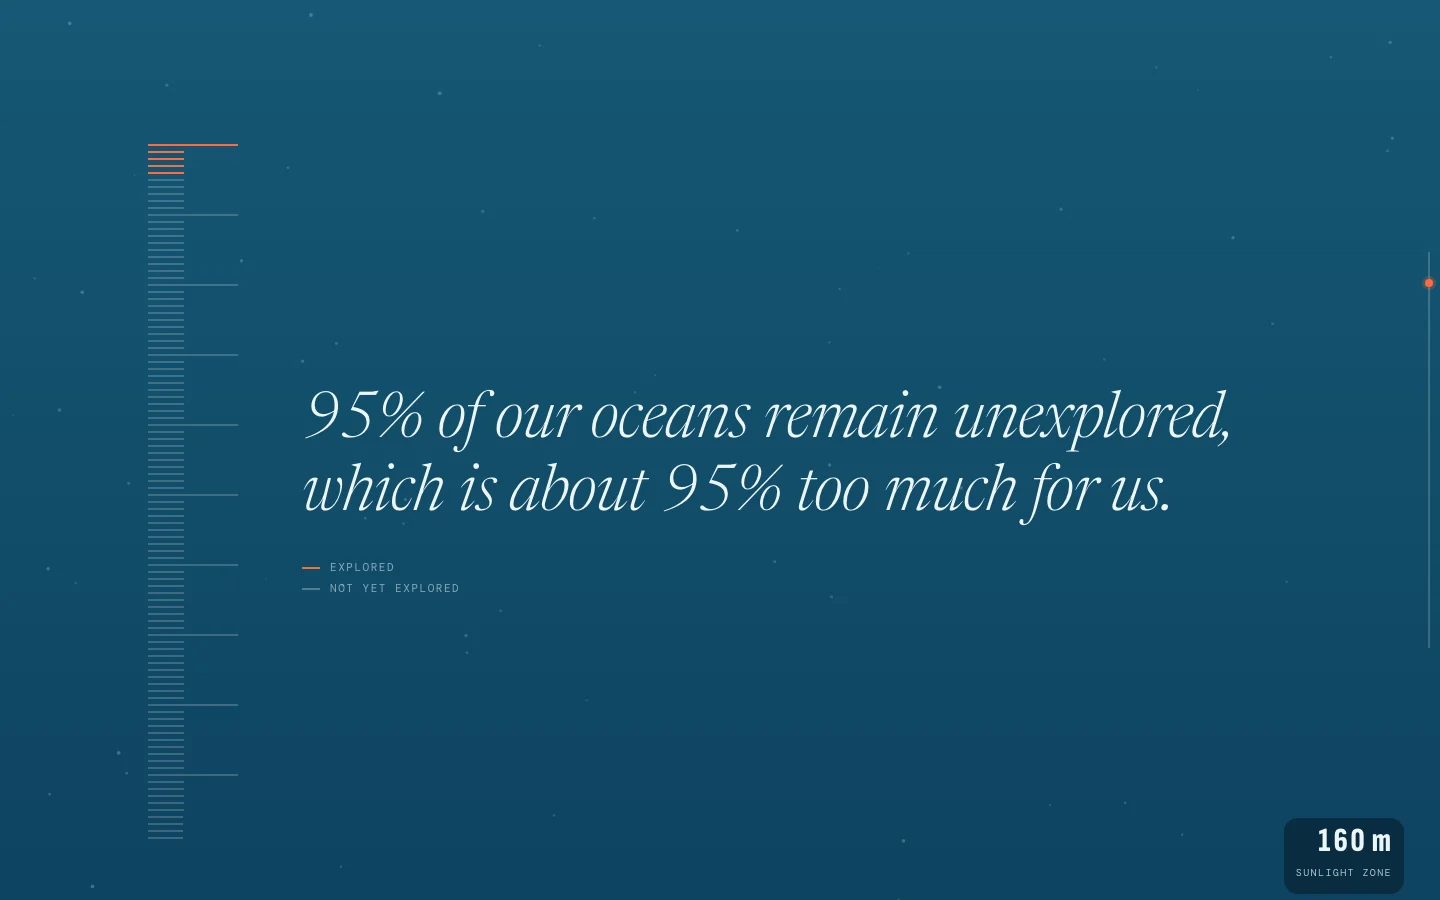 95% of our oceans remain unexplored,
which is about 95% too much for us.
EXPLORED
NOT YET EXPLORED
160 m
SUNLIGHT ZONE